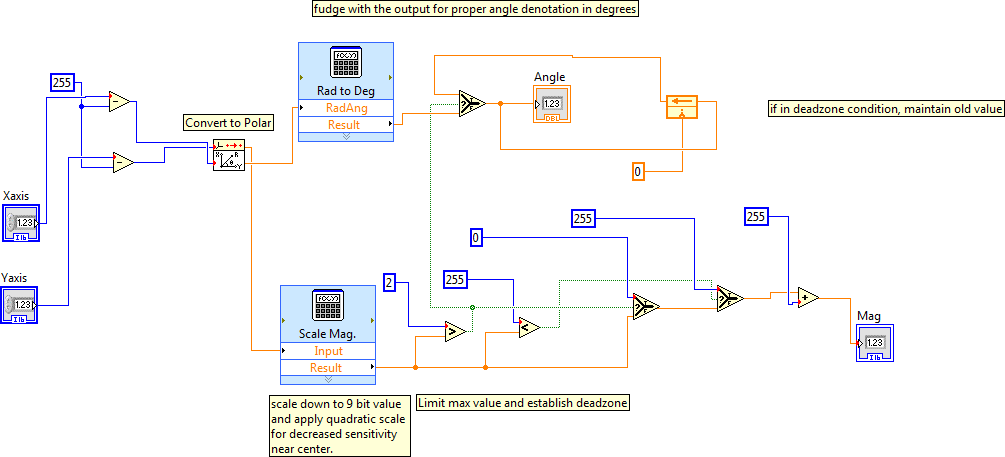 fudge with the output for proper angle denotation in degrees
255
Rad to Deg
RadAng
Result
Angle
1.23
DBL
if in deadzone condition, maintain old value
Convert to Polar
X
R
θ
Y
0
Xaxis
1.23
I16
Yaxis
1.23
I16
255
255
0
255
2
Scale Mag.
Input
Result
Mag
1.23
I16
scale down to 9 bit value
and apply quadratic scale
for decreased sensitivity
near center.
Limit max value and establish deadzone